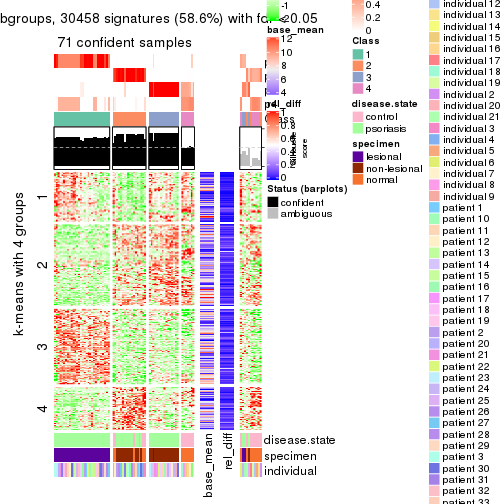 bgroups, 30458 signatures (58.6%) with fdr <0.05
71 confident samples
k-means with 4 groups
1
2
3
4
base_mean
rel_diff
disease.state
specimen
individual
-1
-2
base_mean
12
10
8
6
4
rel_diff
1
0.8
0.6
0.4
0.2
0
score
Status (barplots)
confident
ambiguous
0.4
0.2
0
Class
1
2
3
4
disease.state
control
psoriasis
specimen
lesional
non-lesional
normal
individual 12
individual 13
individual 14
individual 15
individual 16
individual 17
individual 18
individual 19
individual 2
individual 20
individual 21
individual 3
individual 4
individual 5
individual 6
individual 7
individual 8
individual 9
patient 1
patient 10
patient 11
patient 12
patient 13
patient 14
patient 15
patient 16
patient 17
patient 18
patient 19
patient 2
patient 20
patient 21
patient 22
patient 23
patient 24
patient 25
patient 26
patient 27
patient 28
patient 29
patient 3
patient 30
patient 31
patient 32
patient 33